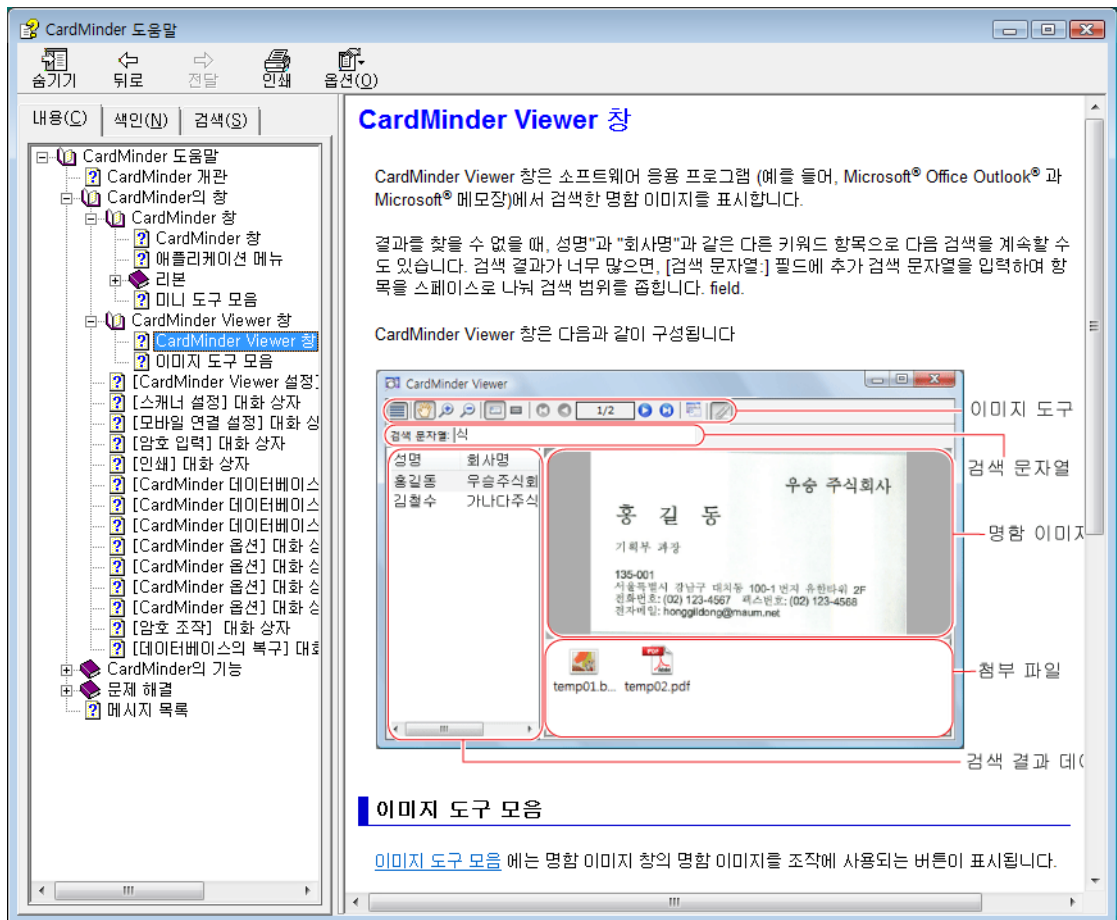 CardMinder 도움말
숨기기 뒤로 전달 인쇄 옵션(O)
내용(C) 색인(N) 검색(S)
CardMinder 도움말
CardMinder 개관
CardMinder의 창
CardMinder 창
CardMinder 창
애플리케이션 메뉴
리본
미니 도구 모음
CardMinder Viewer 창
CardMinder Viewer 창
이미지 도구 모음
[CardMinder Viewer 설정]
[스캐너 설정] 대화 상자
[모바일 연결 설정] 대화 상
[암호 입력] 대화 상자
[인쇄] 대화 상자
[CardMinder 데이터베이스
[CardMinder 데이터베이스
[CardMinder 데이터베이스
[CardMinder 옵션] 대화 상
[CardMinder 옵션] 대화 상
[CardMinder 옵션] 대화 상
[암호 조작] 대화 상자
[데이터베이스의 복구] 대화
CardMinder의 기능
문제 해결
메시지 목록
CardMinder Viewer 창
CardMinder Viewer 창은 소프트웨어 응용 프로그램 (예를 들어, Microsoft® Office Outlook® 과
Microsoft® 메모장)에서 검색한 명함 이미지를 표시합니다.
결과를 찾을 수 없을 때, 성명"과 "회사명"과 같은 다른 키워드 항목으로 다음 검색을 계속할 수
도 있습니다. 검색 결과가 너무 많으면, [검색 문자열:] 필드에 추가 검색 문자열을 입력하여 항
목을 스페이스로 나눠 검색 범위를 좁힙니다. field.
CardMinder Viewer 창은 다음과 같이 구성됩니다
CardMinder Viewer
1/2
이미지 도구
검색 문자열: 식
검색 문자열
성명 회사명
홍길동 우승주식회
김철수 가나다주식
우승 주식회사
홍 길 동
기획부 과장
135-001
서울특별시 강남구 대치동 100-1 번지 유한타워 2F
전화번호: (02) 123-4567 팩스번호: (02) 123-4568
전자메일: honggildong@maum.net
명함 이미지
temp01.b... temp02.pdf
첨부 파일
검색 결과 데이
이미지 도구 모음
이미지 도구 모음 에는 명함 이미지 창의 명함 이미지를 조작에 사용되는 버튼이 표시됩니다.